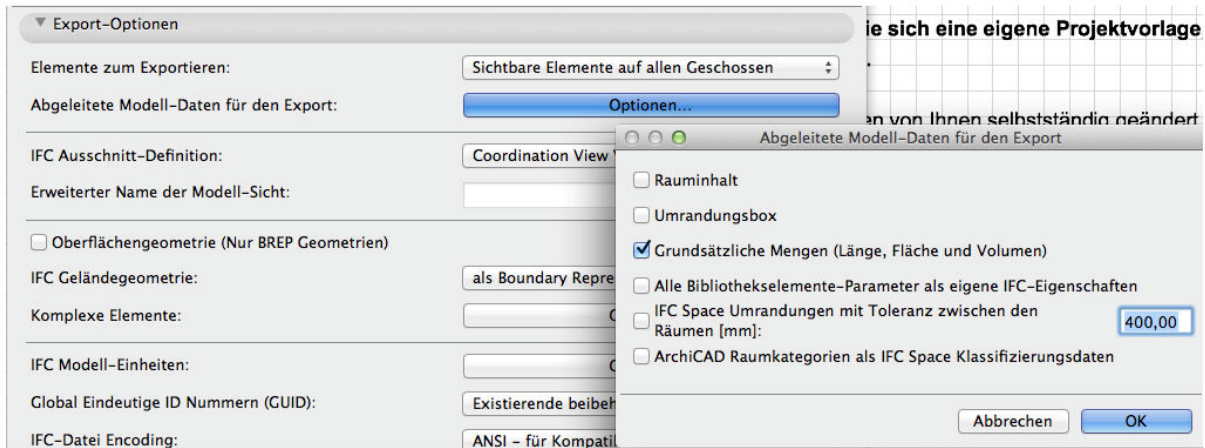 Export-Optionen
ie sich eine eigene Projektvorlage
Elemente zum Exportieren:
Sichtbare Elemente auf allen Geschossen
.
Abgeleitete Modell-Daten für den Export:
Optionen...
en von Ihnen selbstständig geändert
IFC Ausschnitt-Definition:
Coordination View
Erweiterter Name der Modell-Sicht:
Oberflächengeometrie (Nur BREP Geometrien)
IFC Geländegeometrie:
als Boundary Repre
Komplexe Elemente:
IFC Modell-Einheiten:
Global Eindeutige ID Nummern (GUID):
Existierende beibeh
IFC-Datei Encoding:
ANSI – für Kompatil
Abgeleitete Modell-Daten für den Export
Rauminhalt
Umrandungsbox
Grundsätzliche Mengen (Länge, Fläche und Volumen)
Alle Bibliothekselemente-Parameter als eigene IFC-Eigenschaften
IFC Space Umrandungen mit Toleranz zwischen den
Räumen [mm]:
400,00
ArchiCAD Raumkategorien als IFC Space Klassifizierungsdaten
Abbrechen
OK